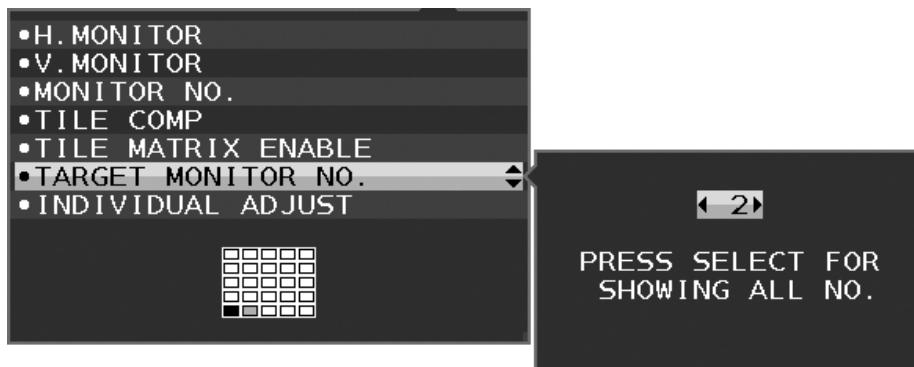 •H.MONITOR
•V.MONITOR
•MONITOR NO.
•TILE COMP
•TILE MATRIX ENABLE
•TARGET MONITOR NO.
•INDIVIDUAL ADJUST
2
PRESS SELECT FOR
SHOWING ALL NO.